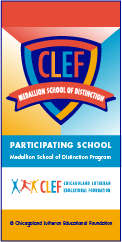 CLEF
MEDALLION SCHOOL OF DISTINCTION
PARTICIPATING SCHOOL
Medallion School of Distinction Program
CLEF CHICAGOLAND LUTHERAN
EDUCATIONAL FOUNDATION
© Chicagoland Lutheran Educational Foundation